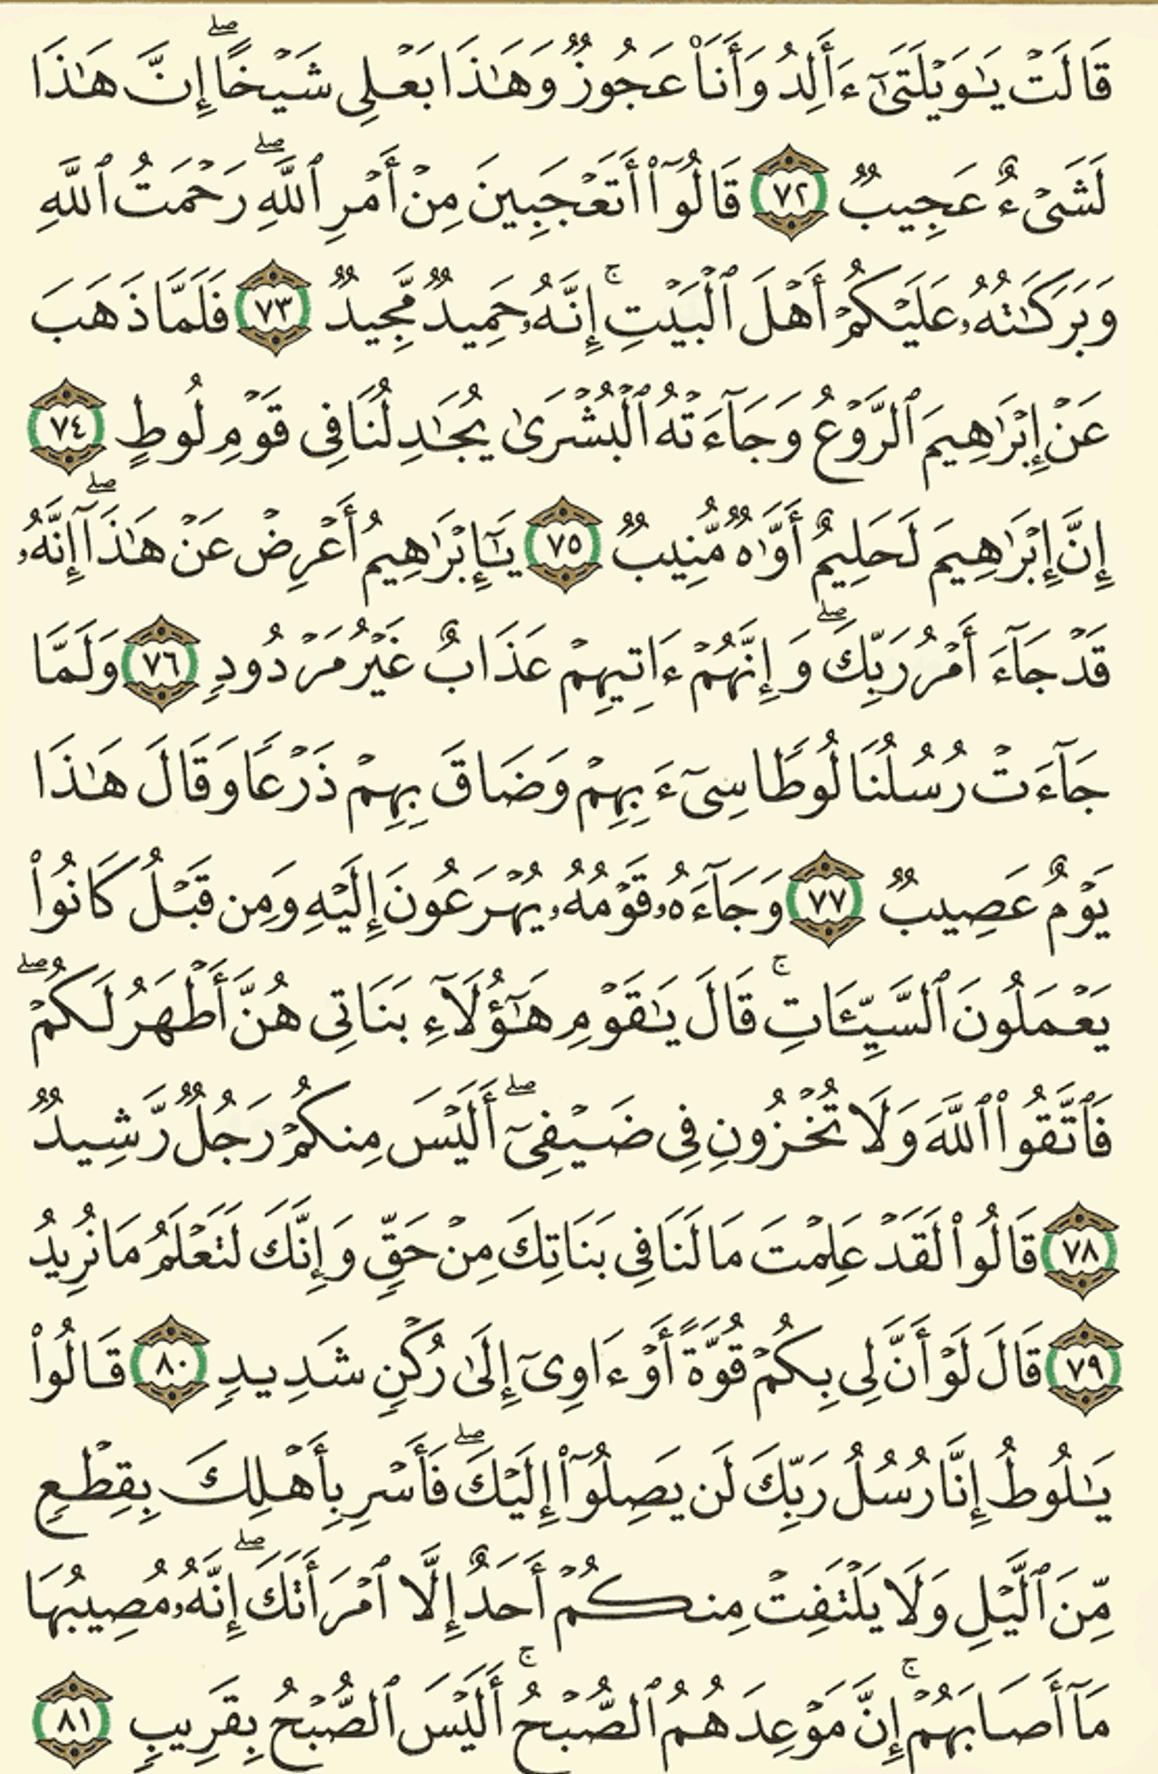 قَالَتْ يَـٰوَيْلَتَىٰٓ ءَأَلِدُ وَأَنَا۠ عَجُوزٌ وَهَـٰذَا بَعْلِى شَيْخًا ۖ إِنَّ هَـٰذَا
لَشَىْءٌ عَجِيبٌ ٧٢ قَالُوٓا۟ أَتَعْجَبِينَ مِنْ أَمْرِ ٱللَّهِ ۖ رَحْمَتُ ٱللَّهِ
وَبَرَكَـٰتُهُۥ عَلَيْكُمْ أَهْلَ ٱلْبَيْتِ ۚ إِنَّهُۥ حَمِيدٌ مَّجِيدٌ ٧٣ فَلَمَّا ذَهَبَ
عَنْ إِبْرَٰهِيمَ ٱلرَّوْعُ وَجَآءَتْهُ ٱلْبُشْرَىٰ يُجَـٰدِلُنَا فِى قَوْمِ لُوطٍ ٧٤
إِنَّ إِبْرَٰهِيمَ لَحَلِيمٌ أَوَّٰهٌ مُّنِيبٌ ٧٥ يَـٰٓإِبْرَٰهِيمُ أَعْرِضْ عَنْ هَـٰذَآ ۖ إِنَّهُۥ
قَدْ جَآءَ أَمْرُ رَبِّكَ ۖ وَإِنَّهُمْ ءَاتِيهِمْ عَذَابٌ غَيْرُ مَرْدُودٍ ٧٦ وَلَمَّا
جَآءَتْ رُسُلُنَا لُوطًا سِىٓءَ بِهِمْ وَضَاقَ بِهِمْ ذَرْعًا وَقَالَ هَـٰذَا
يَوْمٌ عَصِيبٌ ٧٧ وَجَآءَهُۥ قَوْمُهُۥ يُهْرَعُونَ إِلَيْهِ وَمِن قَبْلُ كَانُوا۟
يَعْمَلُونَ ٱلسَّيِّـَٔاتِ ۚ قَالَ يَـٰقَوْمِ هَـٰٓؤُلَآءِ بَنَاتِى هُنَّ أَطْهَرُ لَكُمْ ۖ
فَٱتَّقُوا۟ ٱللَّهَ وَلَا تُخْزُونِ فِى ضَيْفِىٓ ۖ أَلَيْسَ مِنكُمْ رَجُلٌ رَّشِيدٌ
٧٨ قَالُوا۟ لَقَدْ عَلِمْتَ مَا لَنَا فِى بَنَاتِكَ مِنْ حَقٍّ وَإِنَّكَ لَتَعْلَمُ مَا نُرِيدُ
٧٩ قَالَ لَوْ أَنَّ لِى بِكُمْ قُوَّةً أَوْ ءَاوِىٓ إِلَىٰ رُكْنٍ شَدِيدٍ ٨٠ قَالُوا۟
يَـٰلُوطُ إِنَّا رُسُلُ رَبِّكَ لَن يَصِلُوٓا۟ إِلَيْكَ ۖ فَأَسْرِ بِأَهْلِكَ بِقِطْعٍ
مِّنَ ٱلَّيْلِ وَلَا يَلْتَفِتْ مِنكُمْ أَحَدٌ إِلَّا ٱمْرَأَتَكَ ۖ إِنَّهُۥ مُصِيبُهَا
مَآ أَصَابَهُمْ ۚ إِنَّ مَوْعِدَهُمُ ٱلصُّبْحُ ۚ أَلَيْسَ ٱلصُّبْحُ بِقَرِيبٍ ٨١